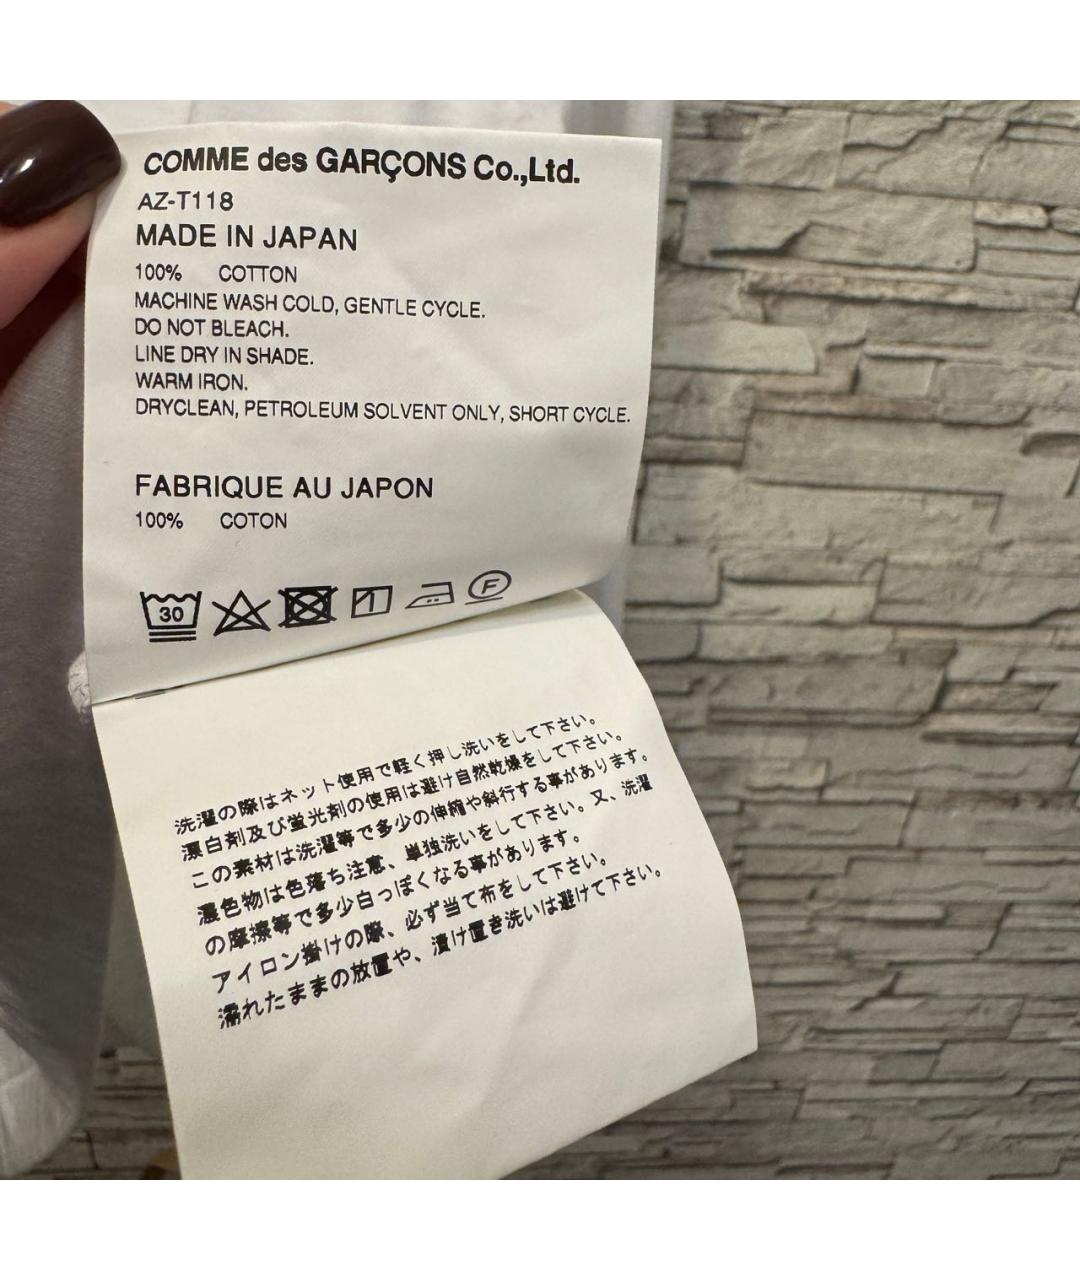 COMME des GARÇONS Co.,Ltd.
AZ-T118
MADE IN JAPAN
100% COTTON
MACHINE WASH COLD, GENTLE CYCLE.
DO NOT BLEACH.
LINE DRY IN SHADE.
WARM IRON.
DRYCLEAN, PETROLEUM SOLVENT ONLY, SHORT CYCLE.
FABRIQUE AU JAPON
100% COTON
30 F
洗濯の際はネット使用で軽く押し洗いをして下さい。
漂白剤及び蛍光剤の使用は避け自然乾燥をして下さい。
この素材は洗濯等で多少の伸縮や斜行する事があります。
濃色物は色落ち注意、単独洗いをして下さい。又、洗濯
の摩擦等で多少白っぽくなる事があります。
アイロン掛けの際、必ず当て布をして下さい。
濡れたままの放置や、漬け置き洗いは避けて下さい。